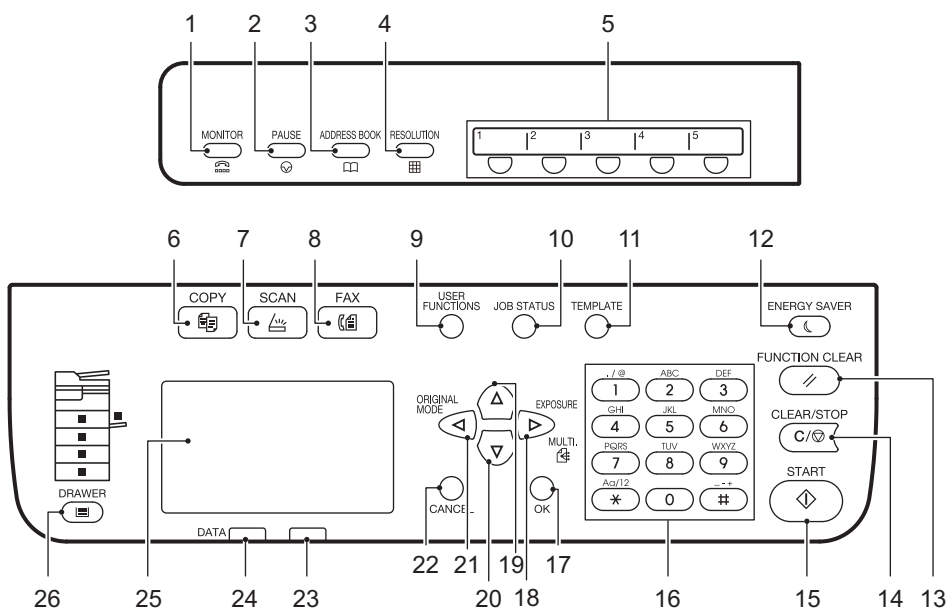 1 2 3 4 5
MONITOR PAUSE ADDRESS BOOK RESOLUTION
1 2 3 4 5
6 7 8 9 10 11 12
COPY SCAN FAX USER FUNCTIONS JOB STATUS TEMPLATE ENERGY SAVER
FUNCTION CLEAR
. / @ ABC DEF
1 2 3
ORIGINAL MODE EXPOSURE
GHI JKL MNO
4 5 6
CLEAR/STOP
C/
MULTI.
PQRS TUV WXYZ
7 8 9
START
Aa/12 _ - +
* 0 #
DRAWER
CANCEL OK
DATA
26 25 24 23 22 21 20 19 18 17 16 15 14 13